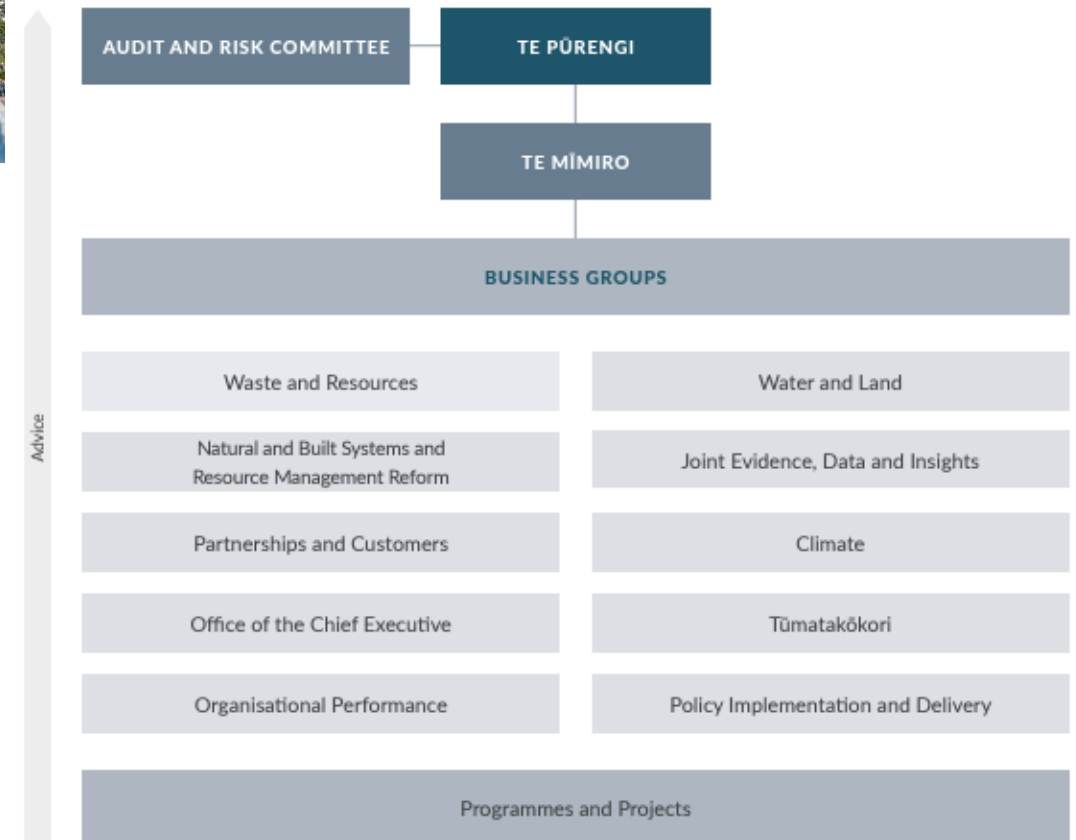 AUDIT AND RISK COMMITTEE
TE PŪRENGI
TE MĪMIRO
BUSINESS GROUPS
Advice
Waste and Resources
Water and Land
Natural and Built Systems and
Resource Management Reform
Joint Evidence, Data and Insights
Partnerships and Customers
Climate
Office of the Chief Executive
Tūmatakōkori
Organisational Performance
Policy Implementation and Delivery
Programmes and Projects